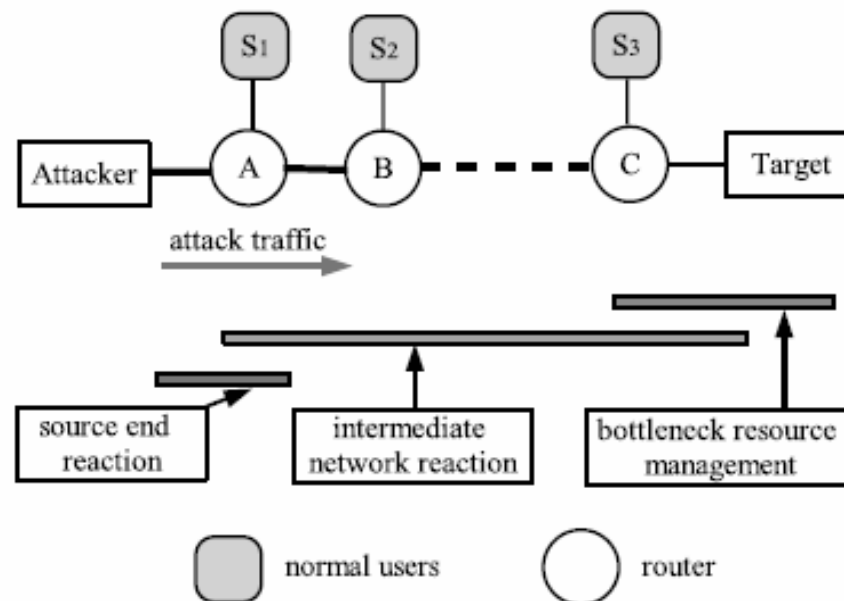 S1
S2
S3
Attacker
A
B
C
Target
attack traffic
source end
reaction
intermediate
network reaction
bottleneck resource
management
normal users
router